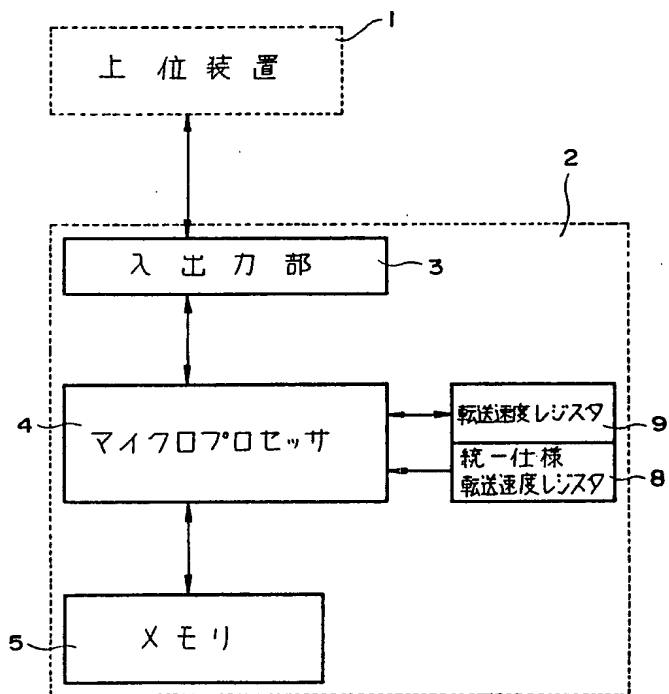 1
上位装置
2
入出力部
3
4
マイクロプロセッサ
転送速度レジスタ
9
統一仕様
転送速度レジスタ
8
5
メモリ